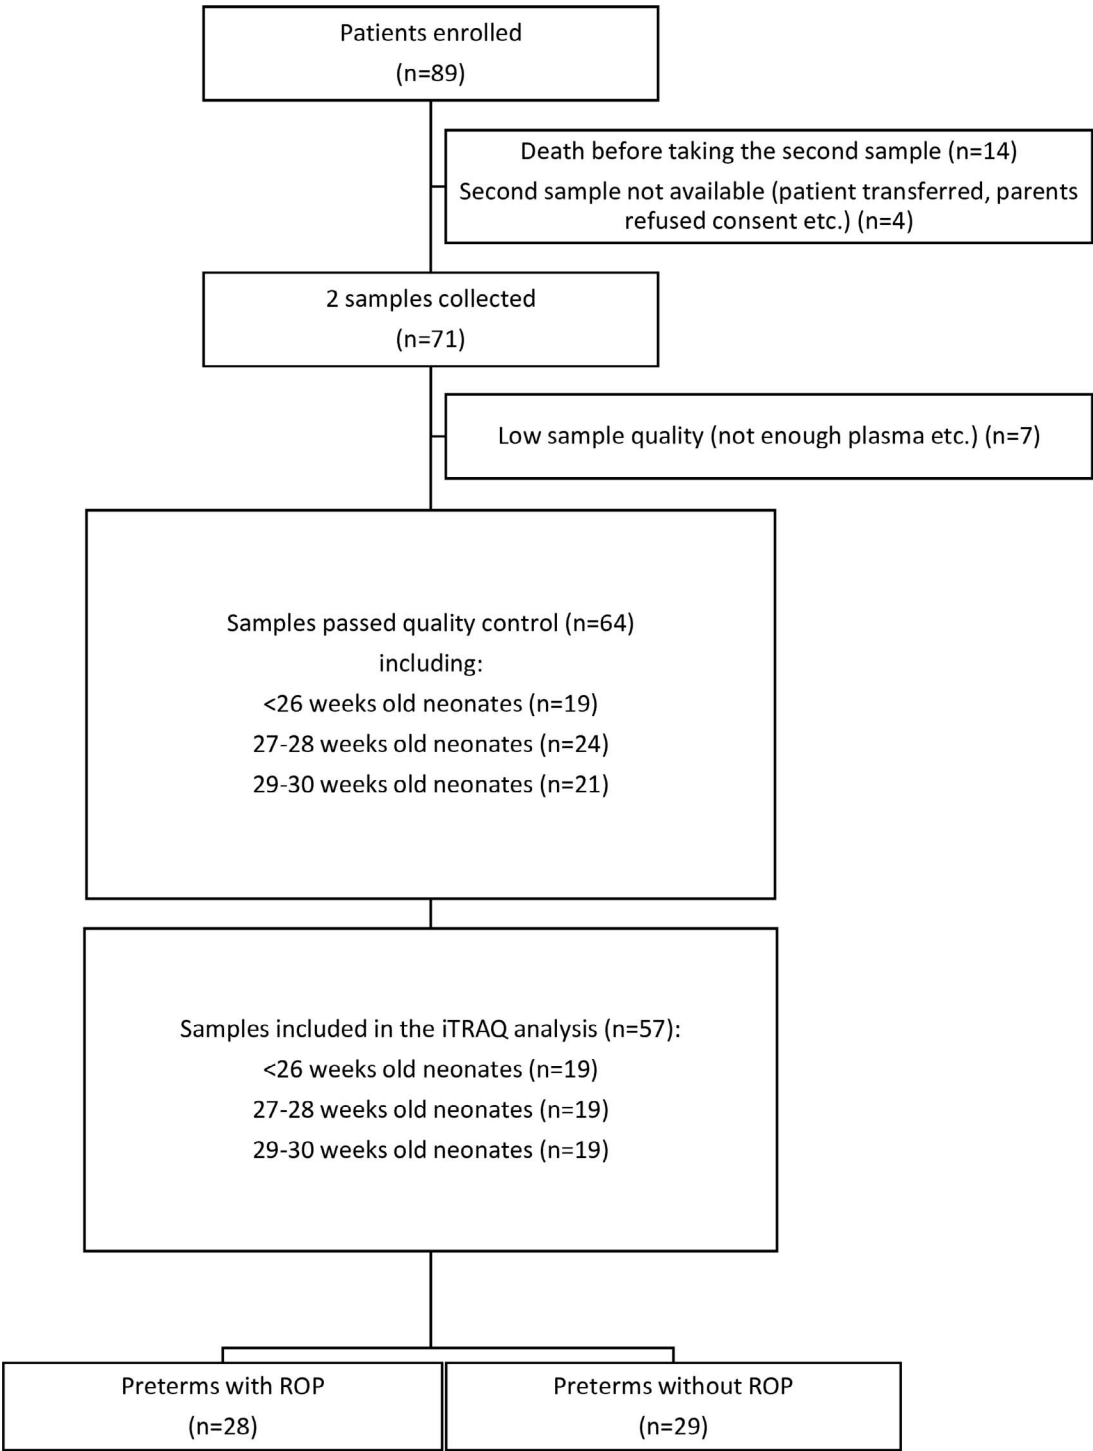 Patients enrolled
(n=89)
Death before taking the second sample (n=14)
Second sample not available (patient transferred, parents
refused consent etc.) (n=4)
2 samples collected
(n=71)
Low sample quality (not enough plasma etc.) (n=7)
Samples passed quality control (n=64)
including:
<26 weeks old neonates (n=19)
27-28 weeks old neonates (n=24)
29-30 weeks old neonates (n=21)
Samples included in the iTRAQ analysis (n=57):
<26 weeks old neonates (n=19)
27-28 weeks old neonates (n=19)
29-30 weeks old neonates (n=19)
Preterms with ROP
(n=28)
Preterms without ROP
(n=29)